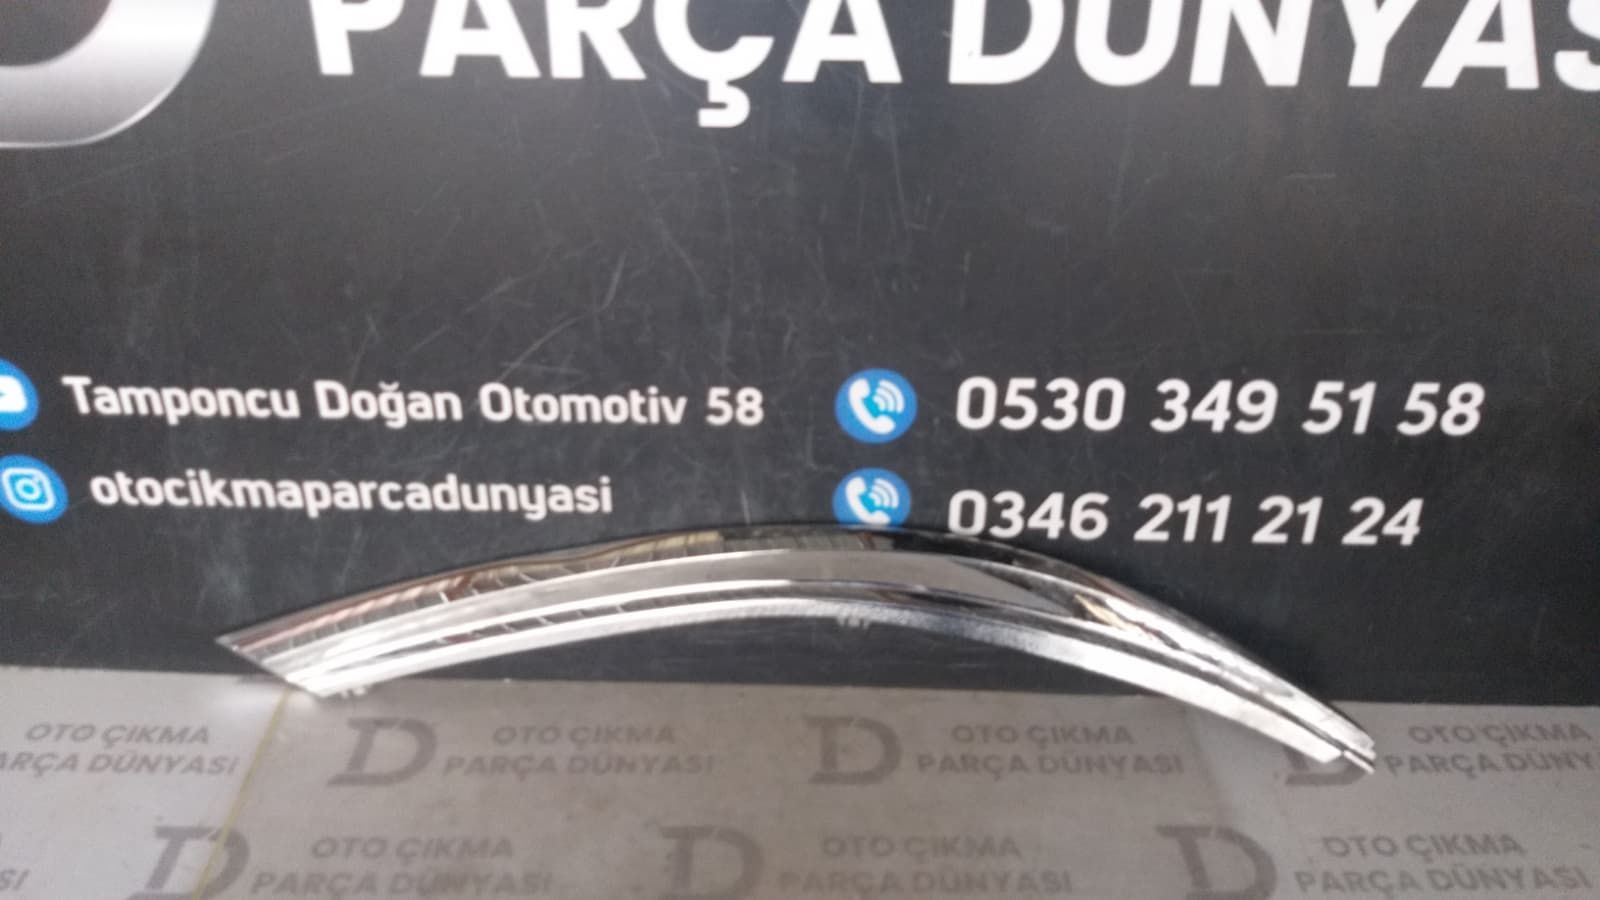 PARÇA DÜNYAS
Tamponcu Doğan Otomotiv 58
0530 349 51 58
otocikmaparcadunyasi
0346 211 21 24
OTO ÇIKMA
PARÇA DÜNYASI
OTO ÇIKMA
PARÇA DÜNYASI
OTO ÇIKMA
PARÇA DÜNYASI
OTO ÇIKMA
PARÇA DÜNY
OTO ÇIKMA
PARÇA DÜNYASI
OTO ÇIKMA
PARÇA DÜNYASI
OTO ÇIKMA
PARÇA DÜNYASI